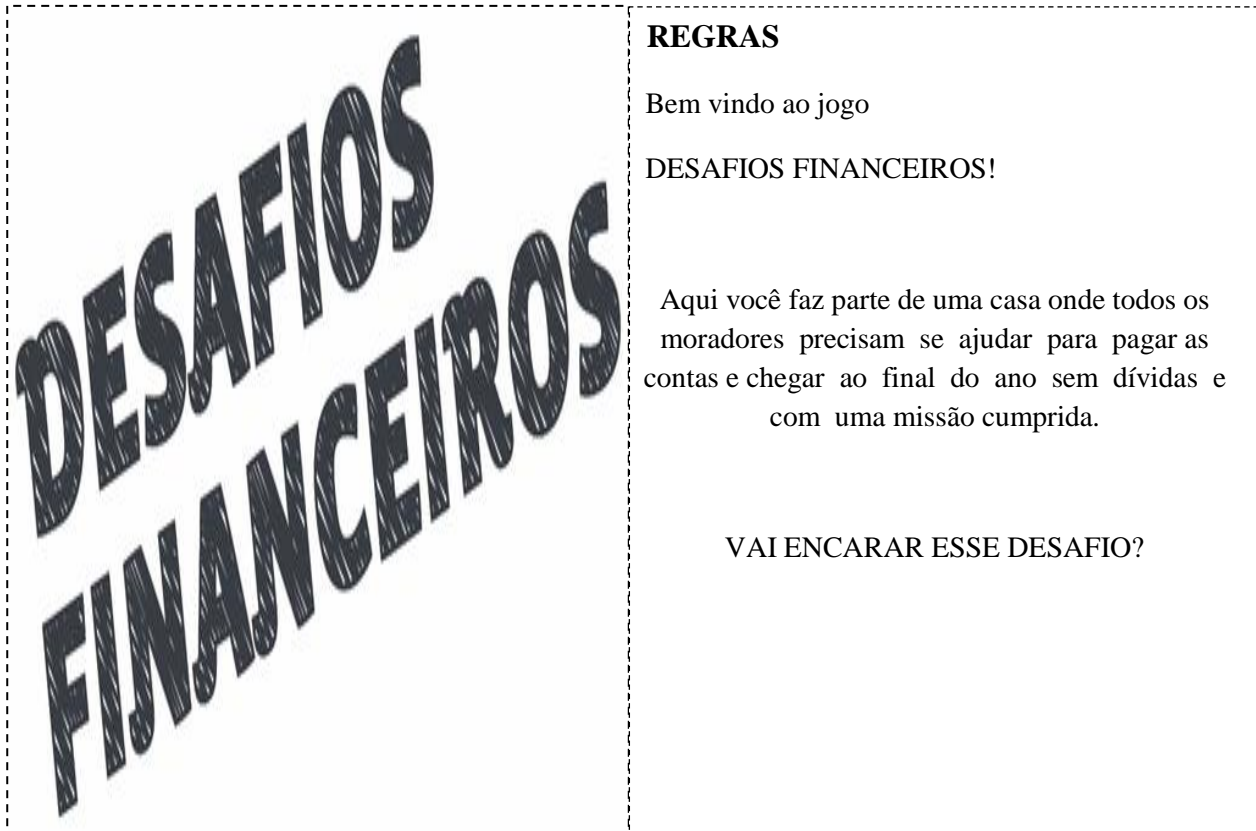 DESAFIOS
FINANCEIROS
REGRAS
Bem vindo ao jogo
DESAFIOS FINANCEIROS!
Aqui você faz parte de uma casa onde todos os
moradores precisam se ajudar para pagar as
contas e chegar ao final do ano sem dívidas e
com uma missão cumprida.
VAI ENCARAR ESSE DESAFIO?